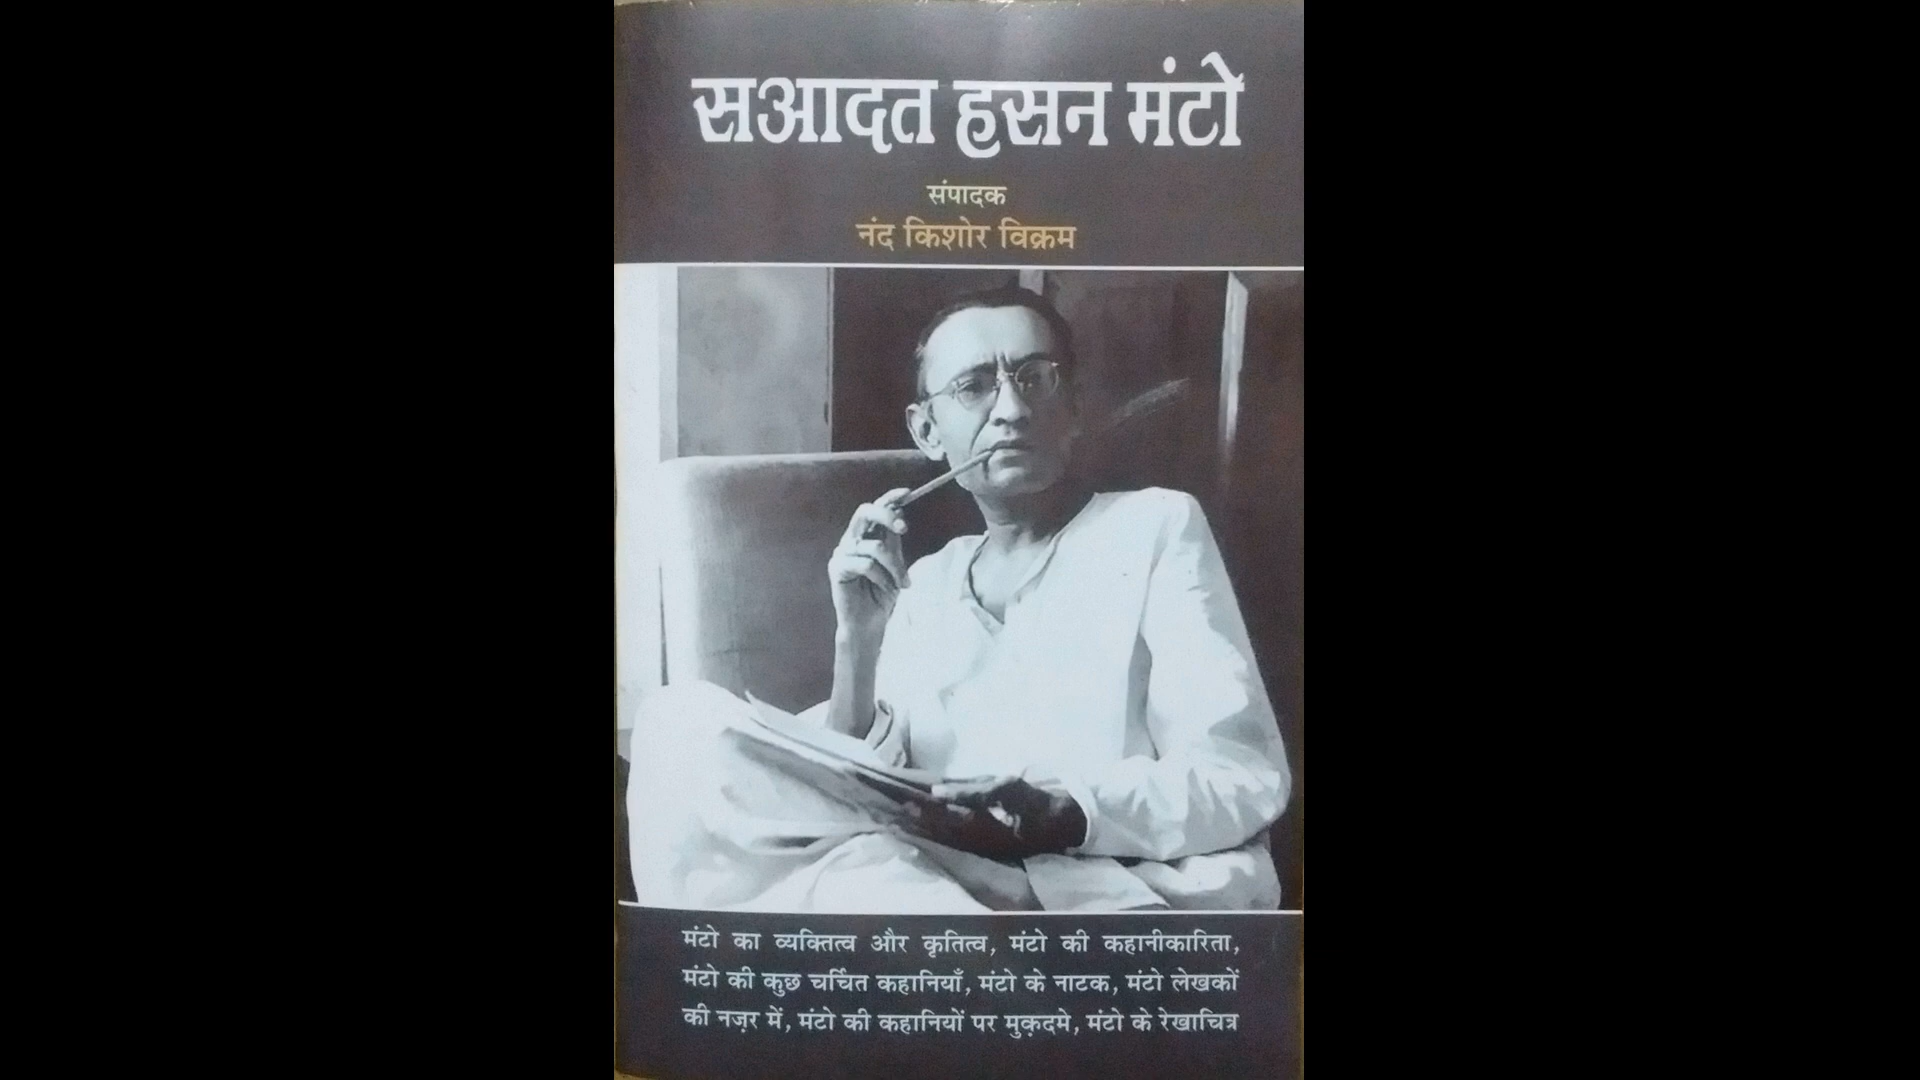 सआदत हसन मंटो
संपादक
नंद किशोर विक्रम
मंटो का व्यक्तित्व और कृतित्व, मंटो की कहानीकारिता,
मंटो की कुछ चर्चित कहानियाँ, मंटो के नाटक, मंटो लेखकों
की नज़र में, मंटो की कहानियों पर मुक़दमे, मंटो के रेखाचित्र